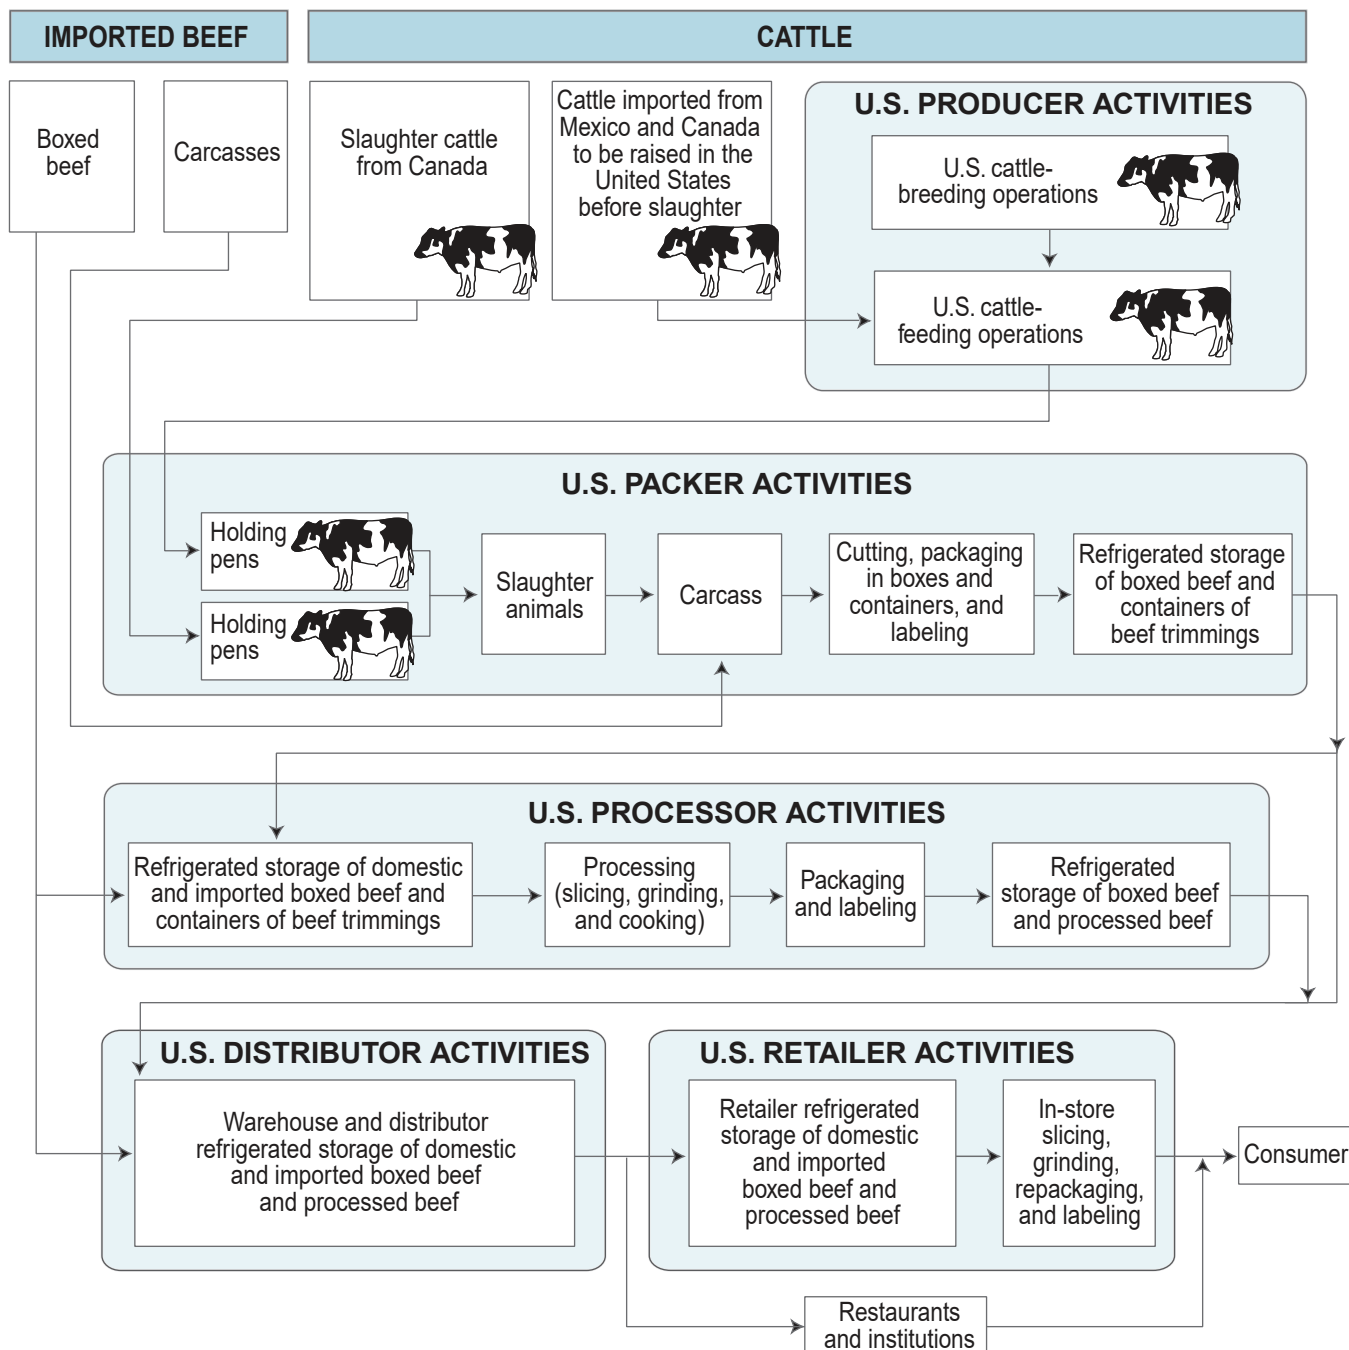 IMPORTED BEEF
CATTLE
Boxed
beef
Carcasses
Slaughter cattle
from Canada
Cattle imported from
Mexico and Canada
to be raised in the
United States
before slaughter
U.S. PRODUCER ACTIVITIES
U.S. cattle-
breeding operations
U.S. cattle-
feeding operations
U.S. PACKER ACTIVITIES
Holding
pens
Holding
pens
Slaughter
animals
Carcass
Cutting, packaging
in boxes and
containers, and
labeling
Refrigerated storage
of boxed beef and
containers of
beef trimmings
U.S. PROCESSOR ACTIVITIES
Refrigerated storage of domestic
and imported boxed beef and
containers of beef trimmings
Processing
(slicing, grinding,
and cooking)
Packaging
and labeling
Refrigerated
storage of boxed beef
and processed beef
U.S. DISTRIBUTOR ACTIVITIES
Warehouse and distributor
refrigerated storage of domestic
and imported boxed beef
and processed beef
U.S. RETAILER ACTIVITIES
Retailer refrigerated
storage of domestic
and imported
boxed beef and
processed beef
In-store
slicing,
grinding,
repackaging,
and labeling
Consumer
Restaurants
and institutions